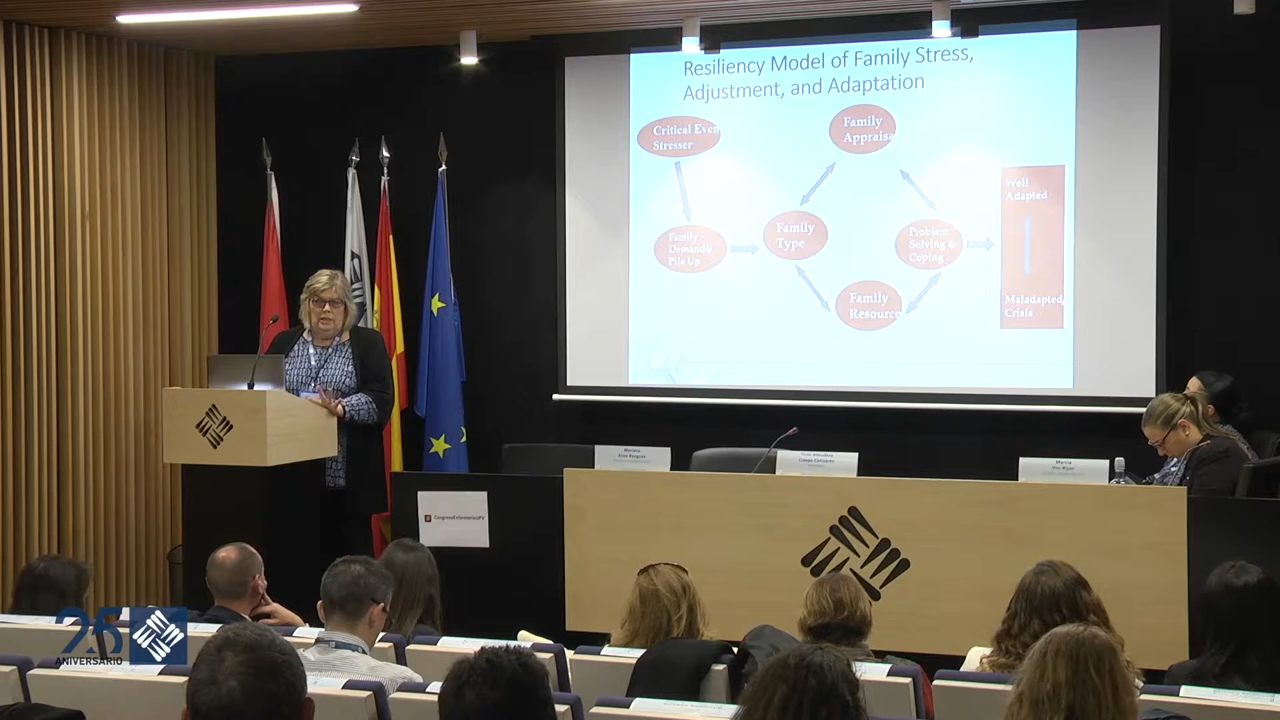 Resiliency Model of Family Stress,
Adjustment, and Adaptation
Critical Even
Stresser
Family
Appraisa
Well
Adapted
Family
Demands/
Pile Up
Family
Type
Problem
Solving &
Coping
Family
Resource
Maladapted/
Crisis
25
ANIVERSARIO